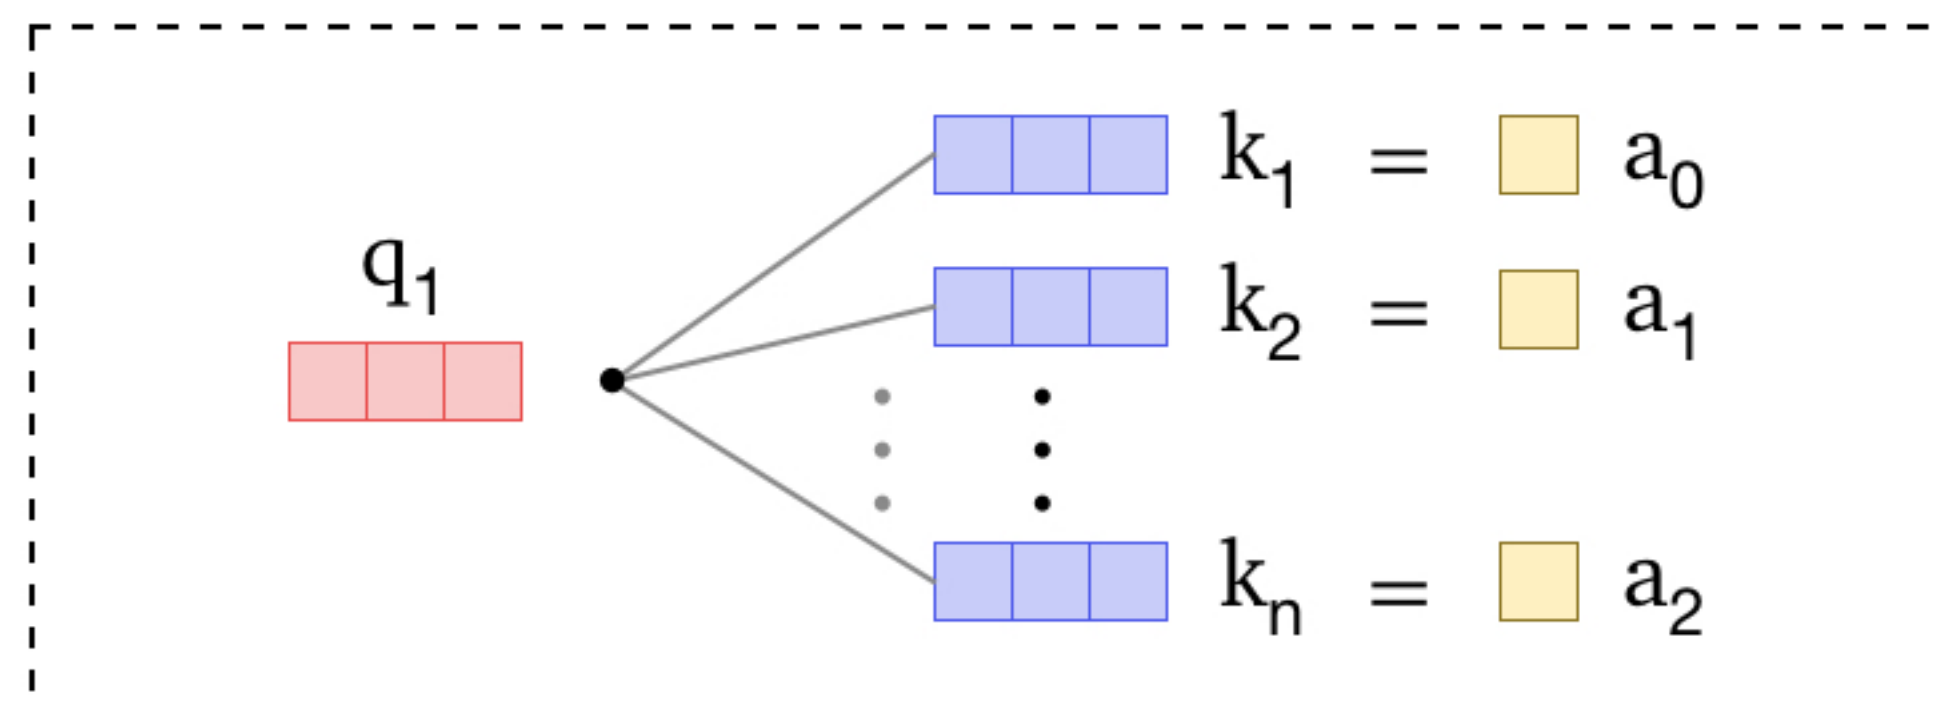 k₁ = a₀
q₁
k₂ = a₁
kₙ = a₂